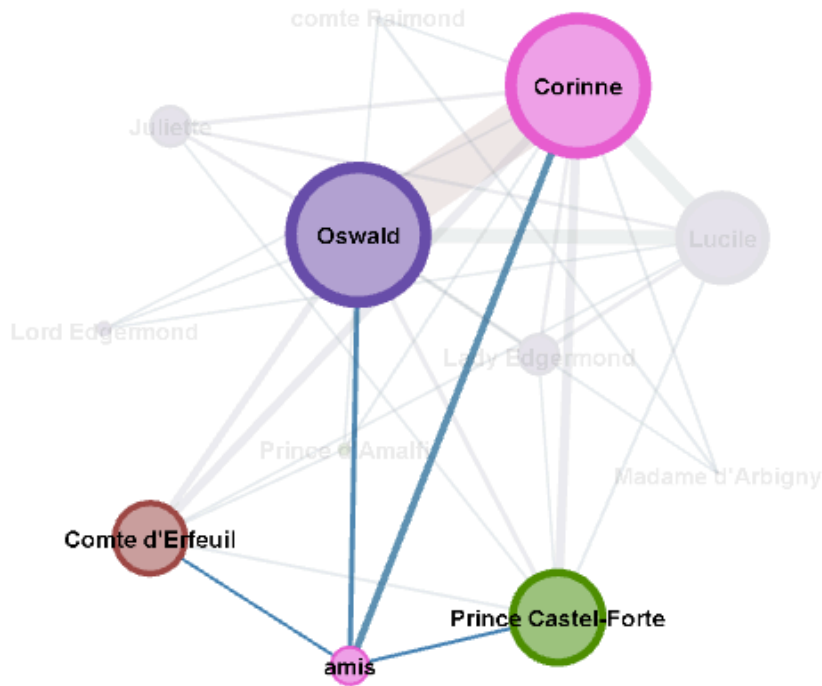 comte Raimond
Corinne
Juliette
Oswald
Lucile
Lord Edgermond
Lady Edgermond
Prince d'Amalfi
Madame d'Arbigny
Comte d'Erfeuil
Prince Castel-Forte
amis